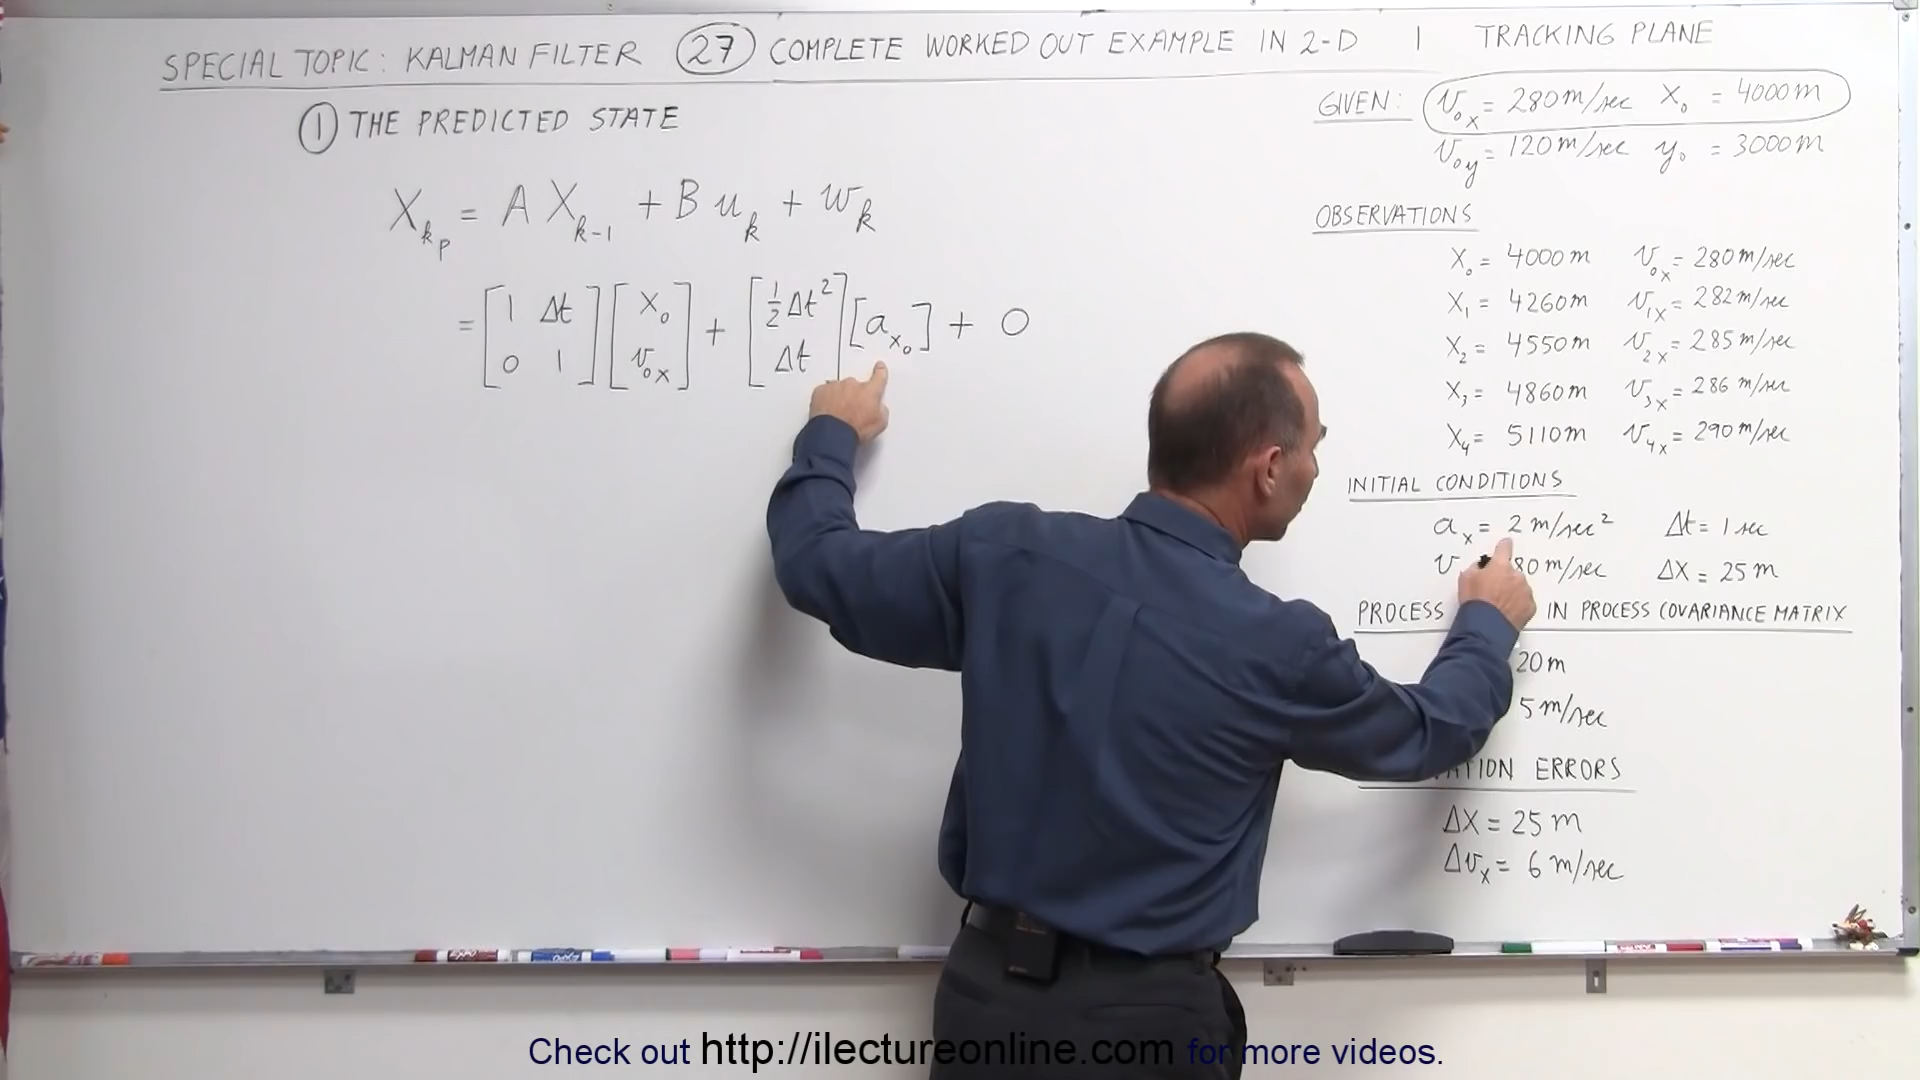 SPECIAL TOPIC: KALMAN FILTER 27 COMPLETE WORKED OUT EXAMPLE IN 2-D 1 TRACKING PLANE
1 THE PREDICTED STATE
X_kp = A X_k-1 + B u_k + w_k
= [1 Δt; 0 1] [x_0; v_0x] + [½Δt²; Δt] [a_x0] + 0
GIVEN: v_0x = 280 m/sec X_0 = 4000 m
v_0y = 120 m/sec y_0 = 3000 m
OBSERVATIONS
X_0 = 4000 m v_0x = 280 m/sec
X_1 = 4260 m v_1x = 282 m/sec
X_2 = 4550 m v_2x = 285 m/sec
X_3 = 4860 m v_3x = 286 m/sec
X_4 = 5110 m v_4x = 290 m/sec
INITIAL CONDITIONS
a_x = 2 m/sec² Δt = 1 sec
v 80 m/sec ΔX = 25 m
PROCESS IN PROCESS COVARIANCE MATRIX
20 m
5 m/sec
ATION ERRORS
ΔX = 25 m
Δv_x = 6 m/sec
Check out http://ilectureonline.com for more videos.